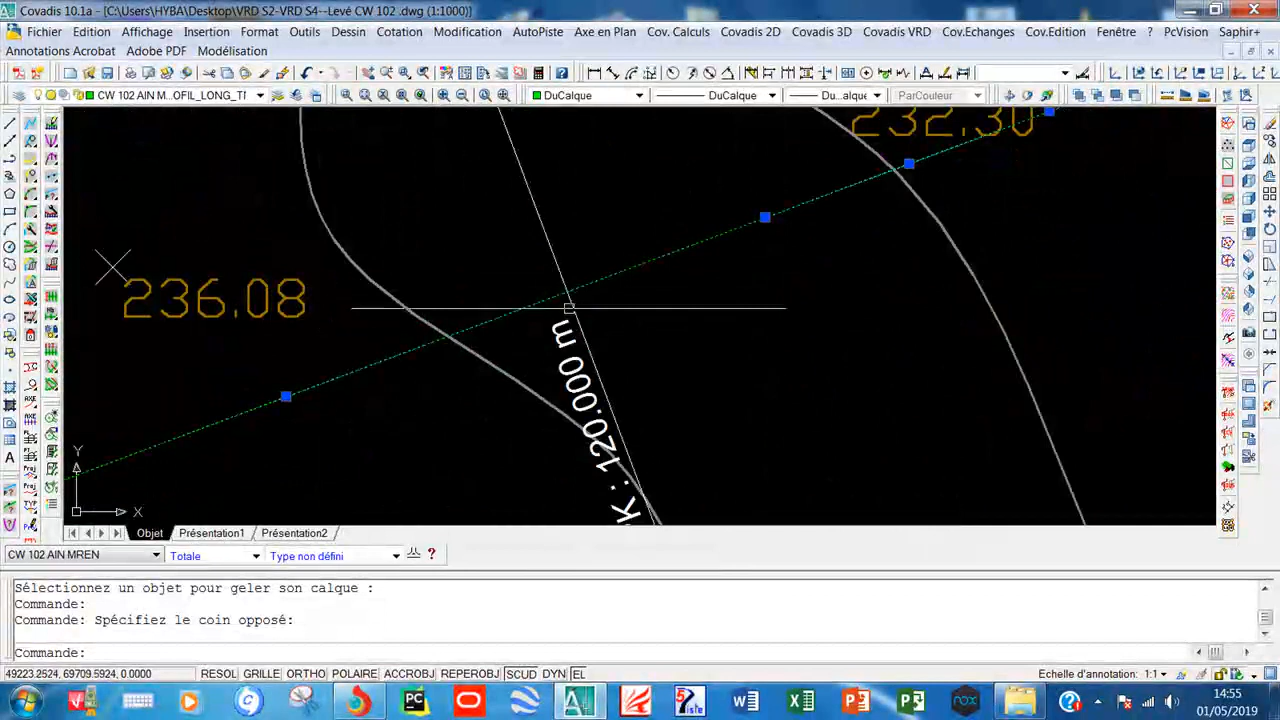 Covadis 10.1a - [C:\Users\HYBA\Desktop\VRD S2-VRD S4--Levé CW 102 .dwg (1:1000)]
Fichier Edition Affichage Insertion Format Outils Dessin Cotation Modification AutoPiste Axe en Plan Cov. Calculs Covadis 2D Covadis 3D Covadis VRD Cov.Echanges Cov.Edition Fenêtre ? PcVision Saphir+
Annotations Acrobat Adobe PDF Modélisation
CW 102 AIN M...OFIL_LONG_TI
DuCalque DuCalque Du..alque ParCouleur
232.30
236.08
K : 120.000 m
Y
X
Objet Présentation1 Présentation2
CW 102 AIN MREN Totale Type non défini ?
Sélectionnez un objet pour geler son calque :
Commande:
Commande: Spécifiez le coin opposé:
Commande:
49223.2524, 69709.5924, 0.0000 RESOL GRILLE ORTHO POLAIRE ACCROBJ REPEROBJ SCUD DYN EL Echelle d'annotation: 1:1
14:55
01/05/2019